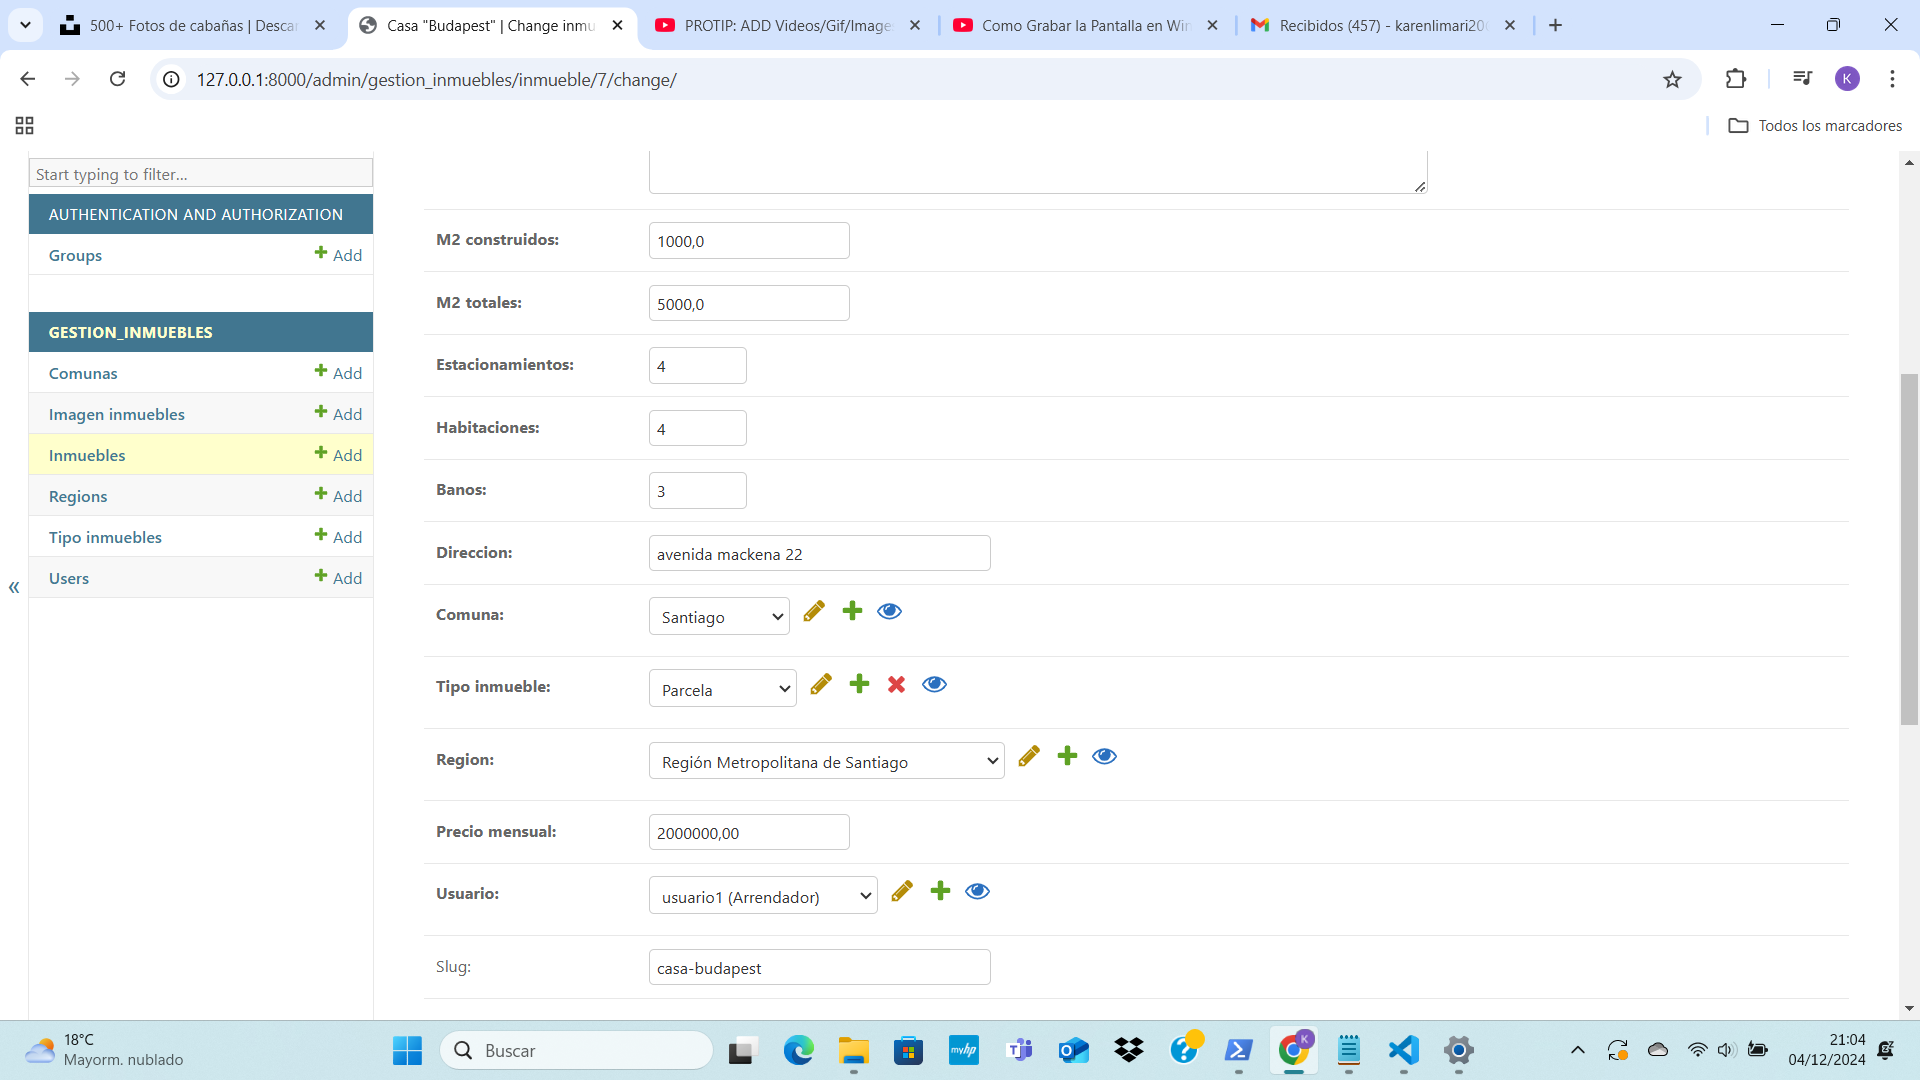 500+ Fotos de cabañas | Descar
Casa "Budapest" | Change inmu
PROTIP: ADD Videos/Gif/Image
Como Grabar la Pantalla en Win
Recibidos (457) - karenlimari20
127.0.0.1:8000/admin/gestion_inmuebles/inmueble/7/change/
K
Todos los marcadores
Start typing to filter...
AUTHENTICATION AND AUTHORIZATION
Groups
Add
GESTION_INMUEBLES
Comunas
Add
Imagen inmuebles
Add
Inmuebles
Add
Regions
Add
Tipo inmuebles
Add
Users
Add
«
M2 construidos:
1000,0
M2 totales:
5000,0
Estacionamientos:
4
Habitaciones:
4
Banos:
3
Direccion:
avenida mackena 22
Comuna:
Santiago
Tipo inmueble:
Parcela
Region:
Región Metropolitana de Santiago
Precio mensual:
2000000,00
Usuario:
usuario1 (Arrendador)
Slug:
casa-budapest
18°C
Mayorm. nublado
Buscar
myhp
K
21:04
04/12/2024